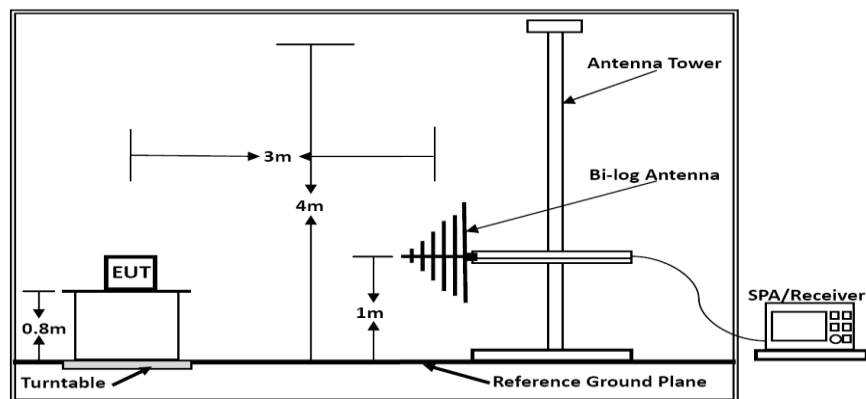 Antenna Tower
3m
Bi-log Antenna
4m
EUT
0.8m
1m
SPA/Receiver
Turntable
Reference Ground Plane